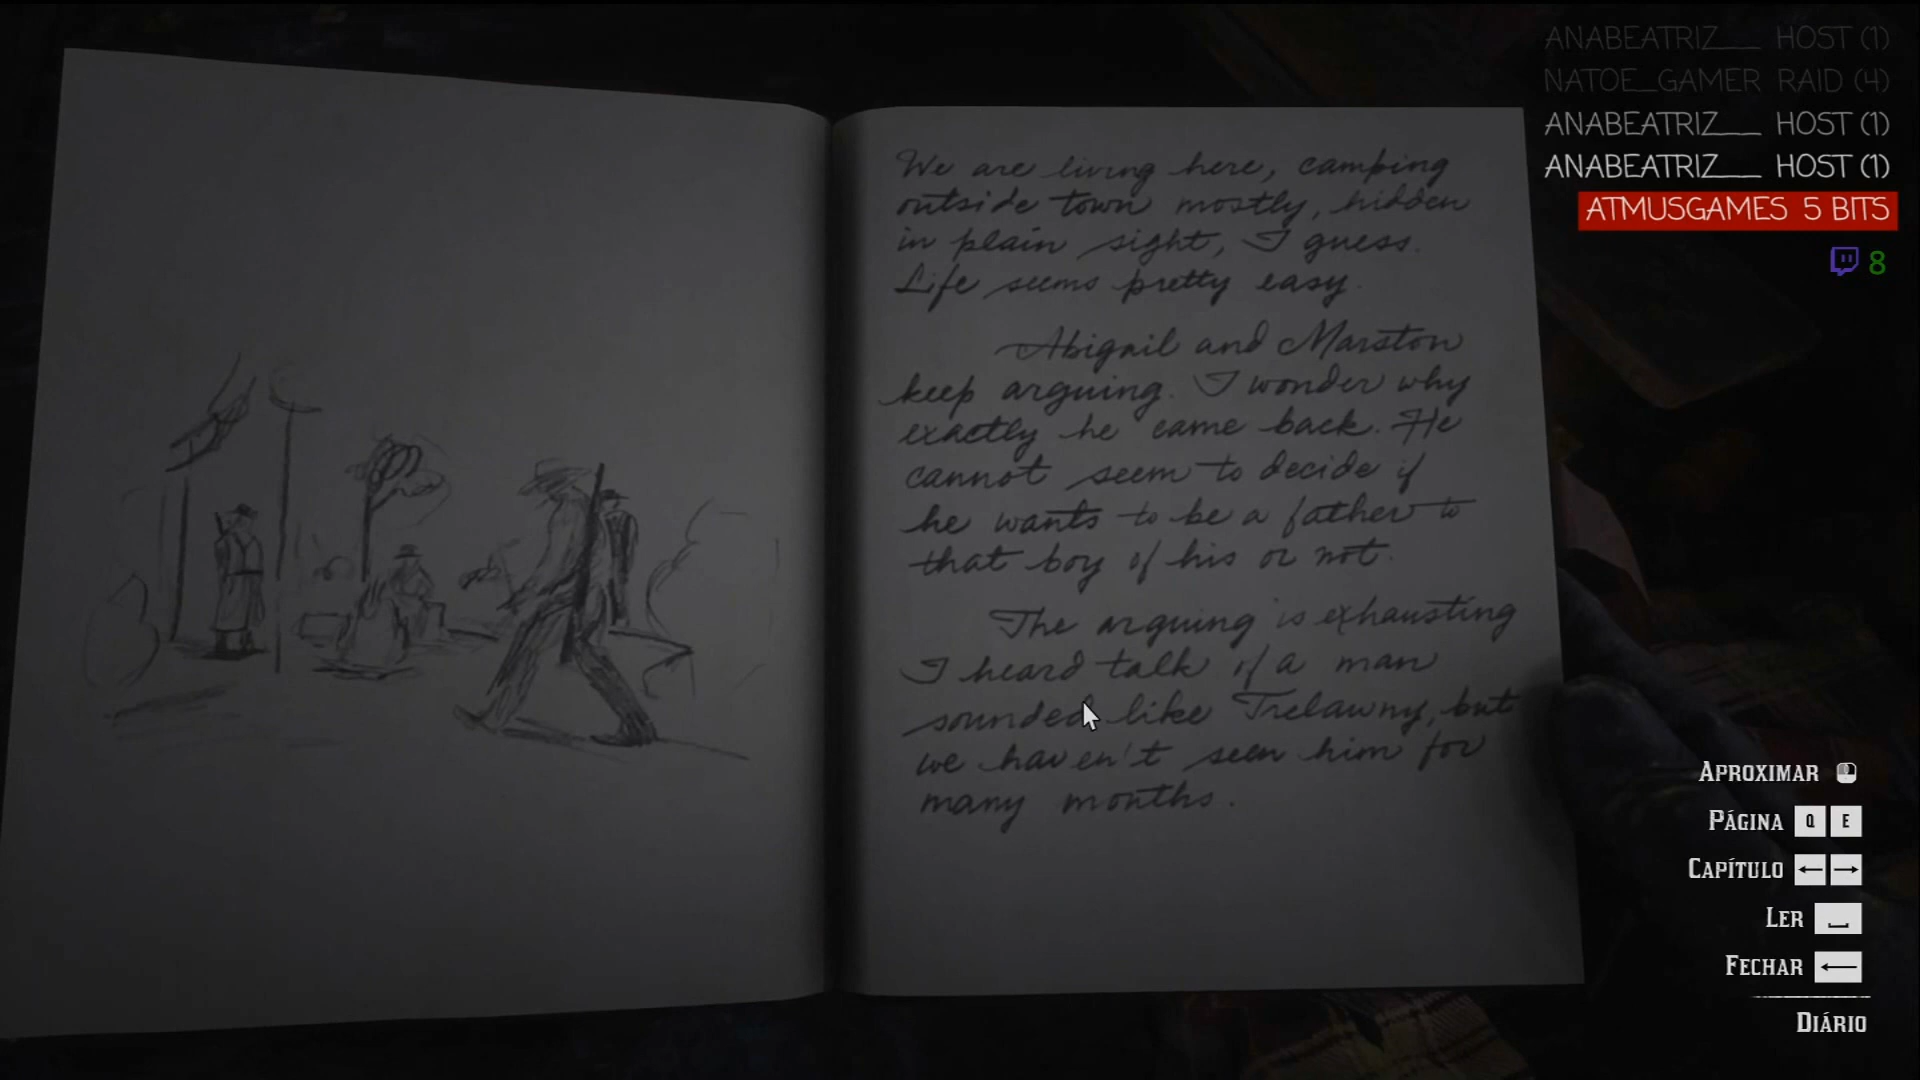 We are living here, camping
outside town mostly, hidden
in plain sight, I guess.
Life seems pretty easy.
Abigail and Marston
keep arguing. I wonder why
exactly he came back. He
cannot seem to decide if
he wants to be a father to
that boy of his or not.
The arguing is exhausting
I heard talk of a man
sounded like Trelawny, but
we haven't seen him for
many months.
ANABEATRIZ__ HOST (1)
NATOE_GAMER RAID (4)
ANABEATRIZ__ HOST (1)
ANABEATRIZ__ HOST (1)
ATMUSGAMES 5 BITS
8
APROXIMAR
PÁGINA Q E
CAPÍTULO ← →
LER
FECHAR ←
DIÁRIO